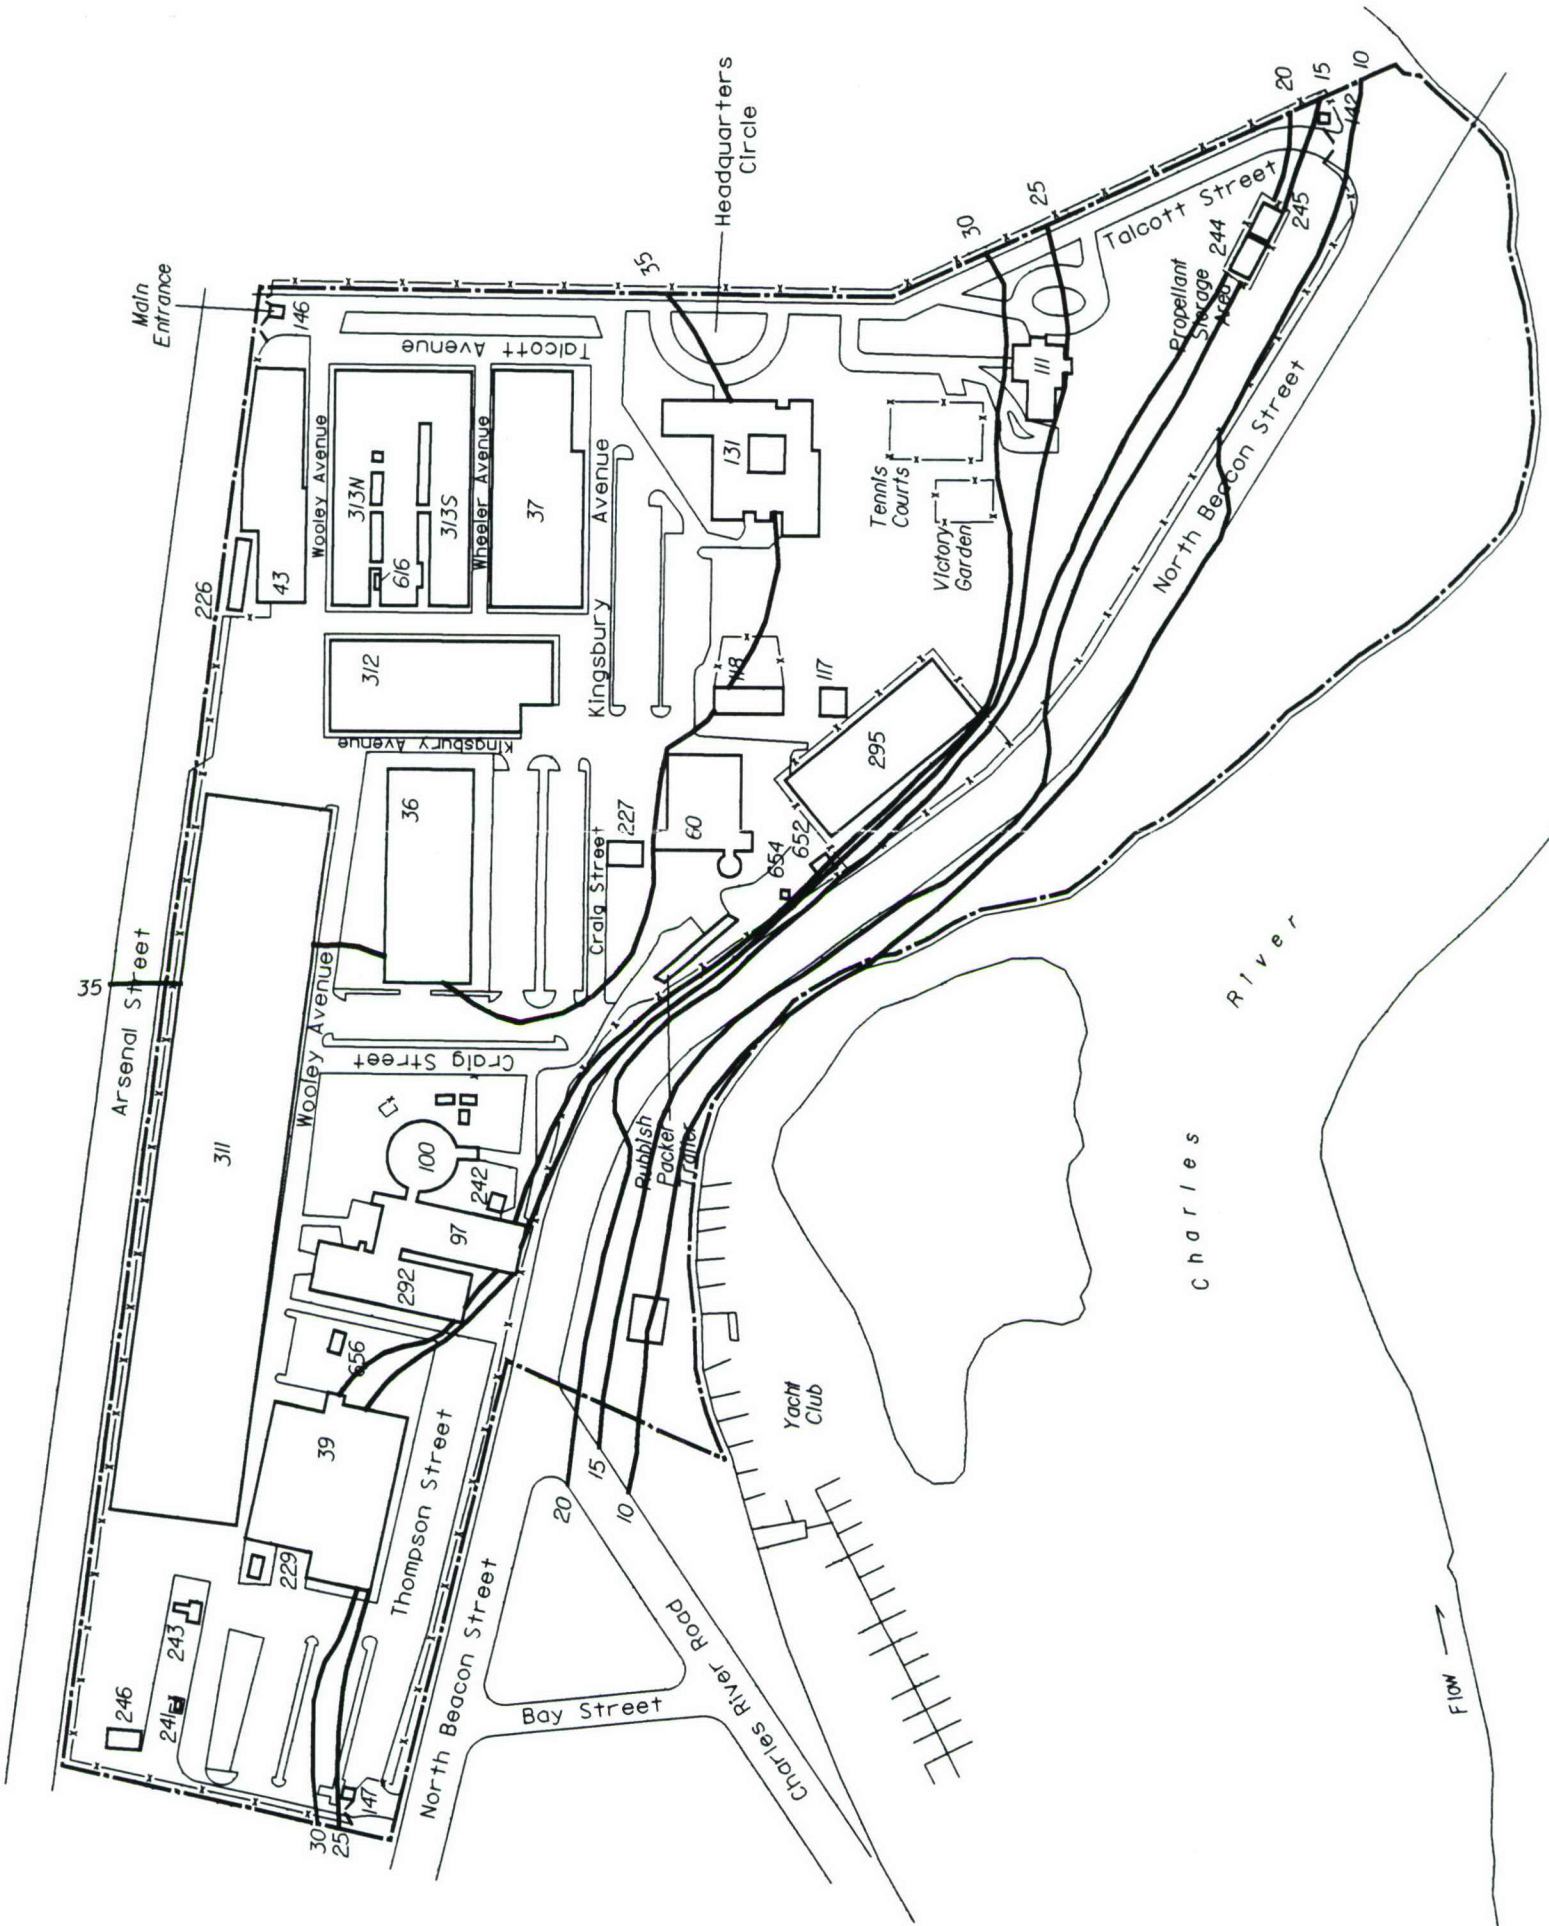 Main
Entrance
146
Headquarters
Circle
35
30
25
20
15
10
142
Talcott Street
244
245
Propellant
Storage
Area
Talcott Avenue
Wooley Avenue
313N
313S
616
Wheeler Avenue
37
Kingsbury Avenue
131
111
Tennis
Courts
Victory
Garden
North Beacon Street
226
43
312
Kingsbury Avenue
118
117
295
36
227
60
Craig Street
654
652
35
Arsenal Street
Wooley Avenue
Craig Street
311
100
242
97
292
Rubbish
Packer
Trailer
656
39
Thompson Street
229
243
241
246
147
30
25
20
15
10
North Beacon Street
Bay Street
Charles River Road
Yacht
Club
Charles River
Flow